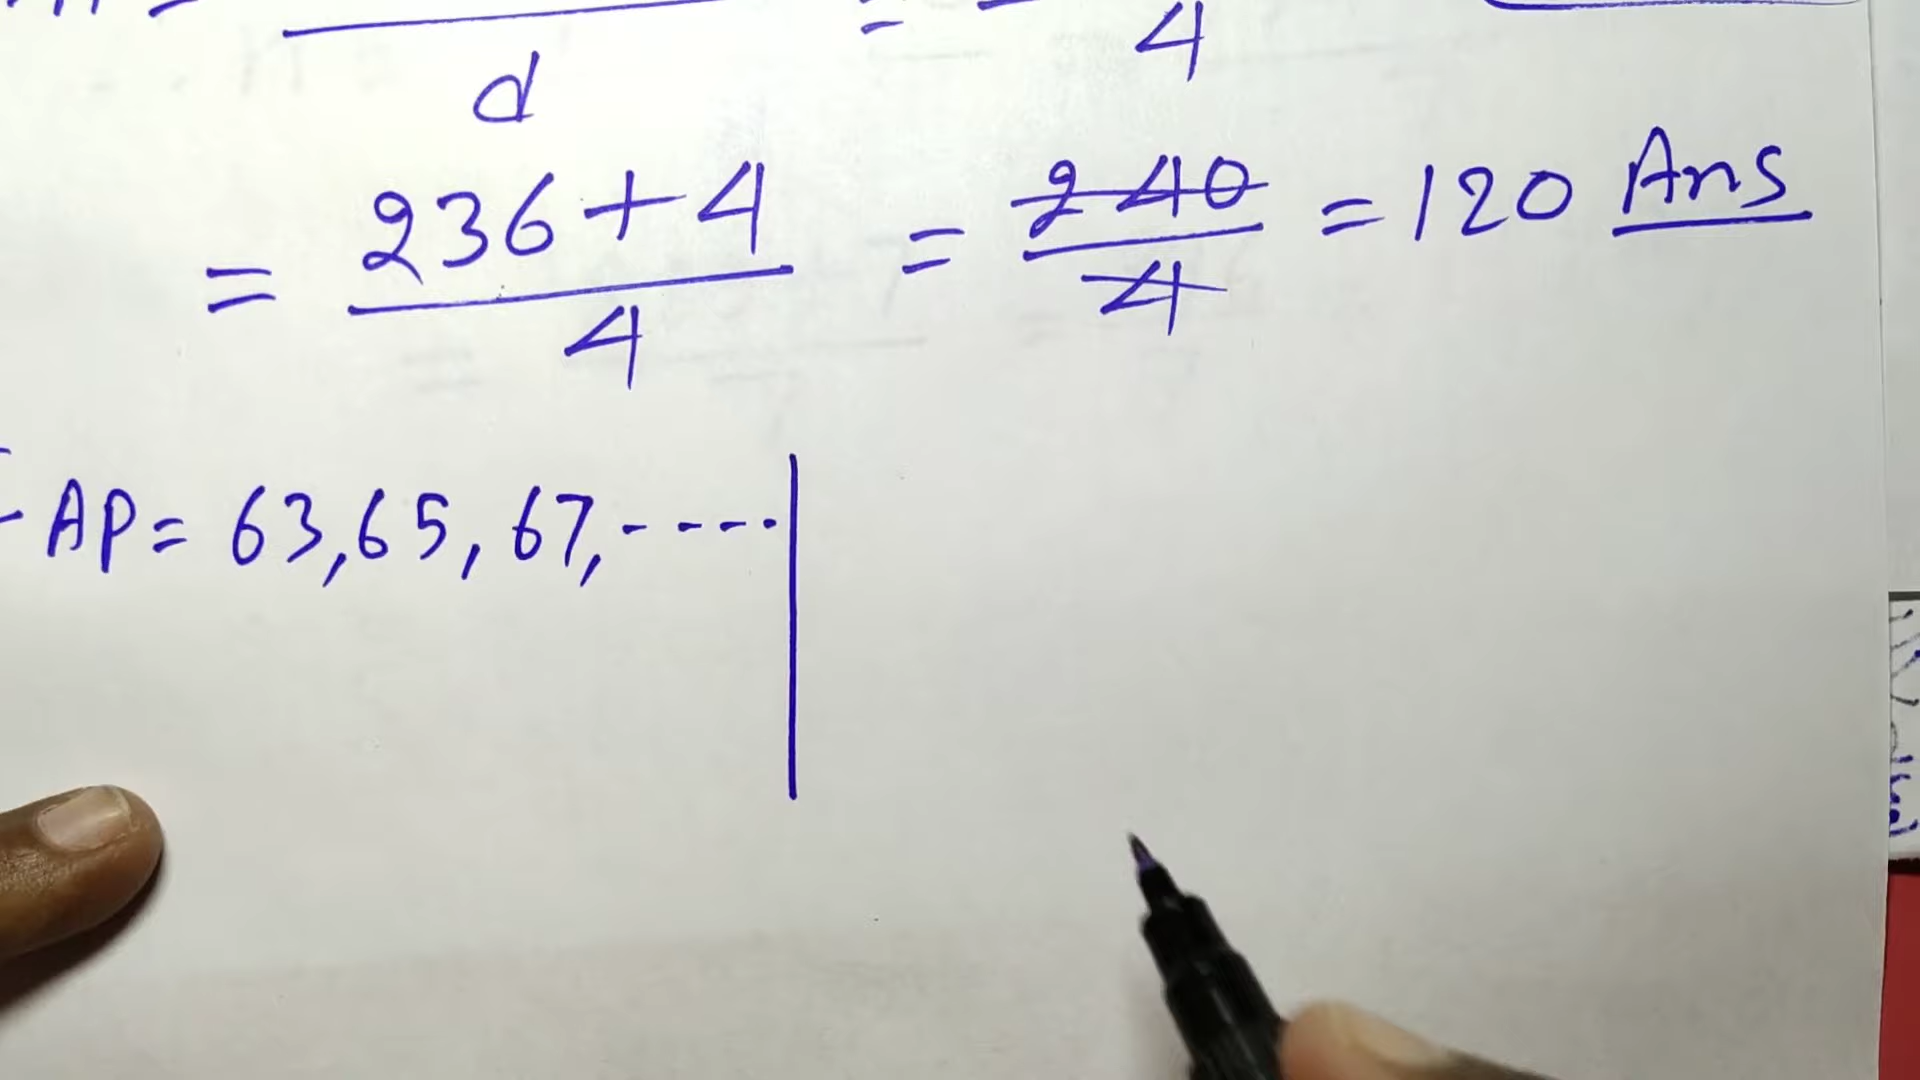 = — = — 4
d
= 236+4 / 4 = 240 / 4 = 120 Ans
AP = 63, 65, 67, ----